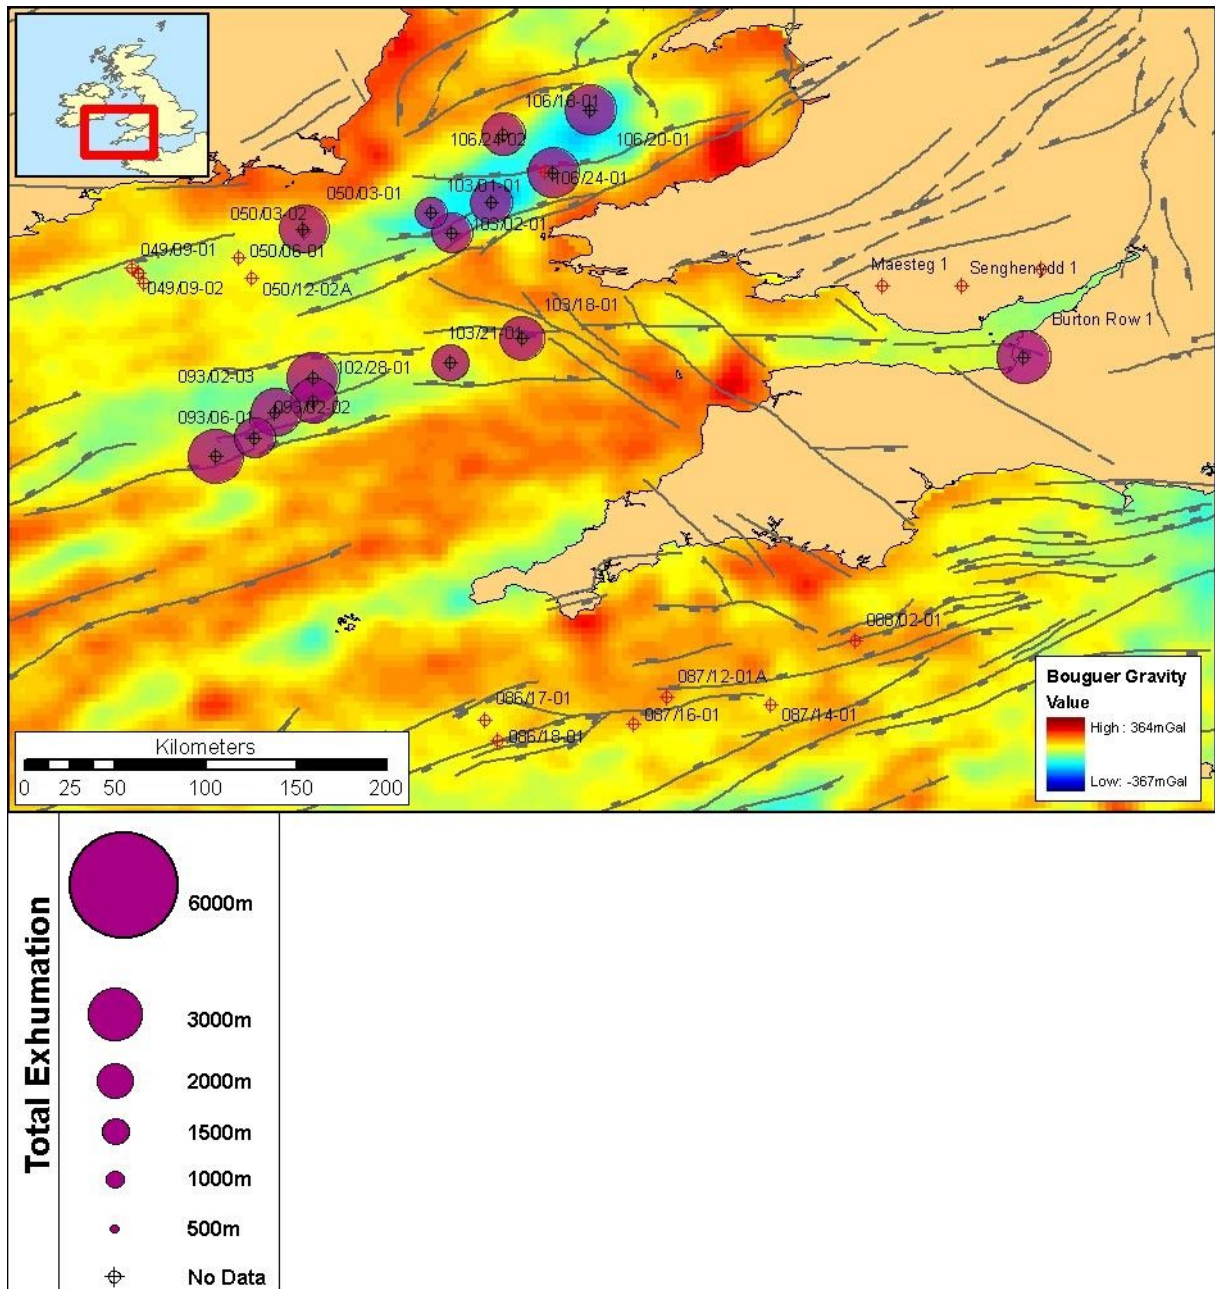 106/18-01
106/24-02
106/20-01
106/24-01
050/03-01
103/01-01
050/03-02
103/02-01
049/09-01
050/06-01
049/09-02
050/12-02A
Maesteg 1
Senghenydd 1
103/18-01
Burton Row 1
103/21-01
102/28-01
093/02-03
093/02-02
093/06-01
088/02-01
087/12-01A
086/17-01
087/16-01
087/14-01
086/18-01
Bouguer Gravity
Value
High : 364mGal
Low: -367mGal
Kilometers
0 25 50 100 150 200
Total Exhumation
6000m
3000m
2000m
1500m
1000m
500m
No Data